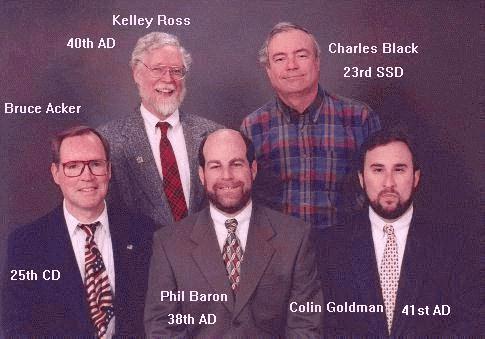 Kelley Ross
40th AD
Charles Black
23rd SSD
Bruce Acker
25th CD
Phil Baron
38th AD
Colin Goldman
41st AD